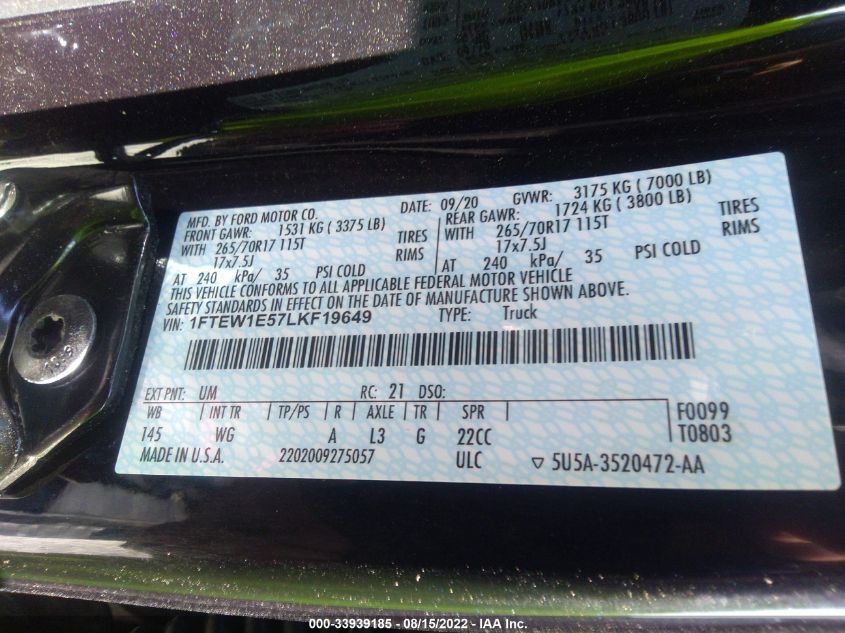 MFD. BY FORD MOTOR CO. DATE: 09/20 GVWR: 3175 KG ( 7000 LB)
FRONT GAWR: 1531 KG ( 3375 LB) REAR GAWR: 1724 KG ( 3800 LB)
WITH 265/70R17 115T TIRES WITH 265/70R17 115T TIRES
17x7.5J RIMS 17x7.5J RIMS
AT 240 kPa/ 35 PSI COLD AT 240 kPa/ 35 PSI COLD
THIS VEHICLE CONFORMS TO ALL APPLICABLE FEDERAL MOTOR VEHICLE
SAFETY STANDARDS IN EFFECT ON THE DATE OF MANUFACTURE SHOWN ABOVE.
VIN: 1FTEW1E57LKF19649 TYPE: Truck
EXT PNT: UM RC: 21 DSO:
WB INT TR TP/PS R AXLE TR SPR F0099
145 WG A L3 G 22CC T0803
MADE IN U.S.A. 2202009275057 ULC ▽ 5U5A-3520472-AA
000-33939185 - 08/15/2022 - IAA Inc.